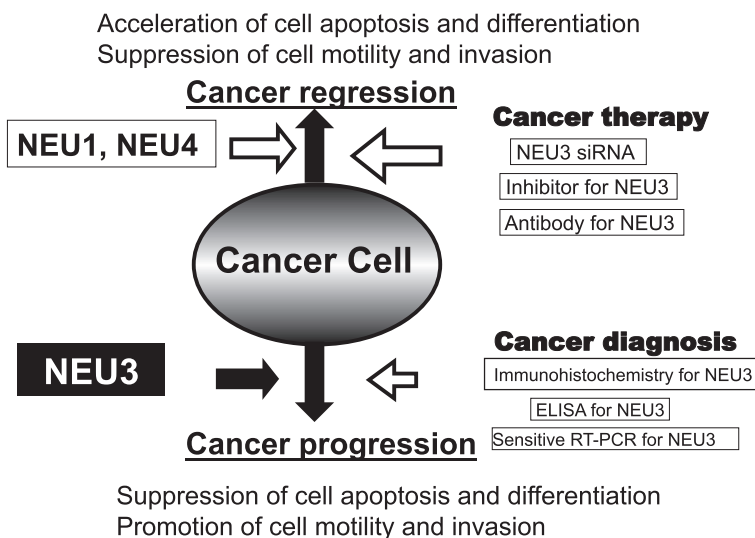 Acceleration of cell apoptosis and differentiation
Suppression of cell motility and invasion
Cancer regression
NEU1, NEU4
Cancer therapy
NEU3 siRNA
Inhibitor for NEU3
Antibody for NEU3
Cancer Cell
NEU3
Cancer diagnosis
Immunohistochemistry for NEU3
ELISA for NEU3
Sensitive RT-PCR for NEU3
Cancer progression
Suppression of cell apoptosis and differentiation
Promotion of cell motility and invasion